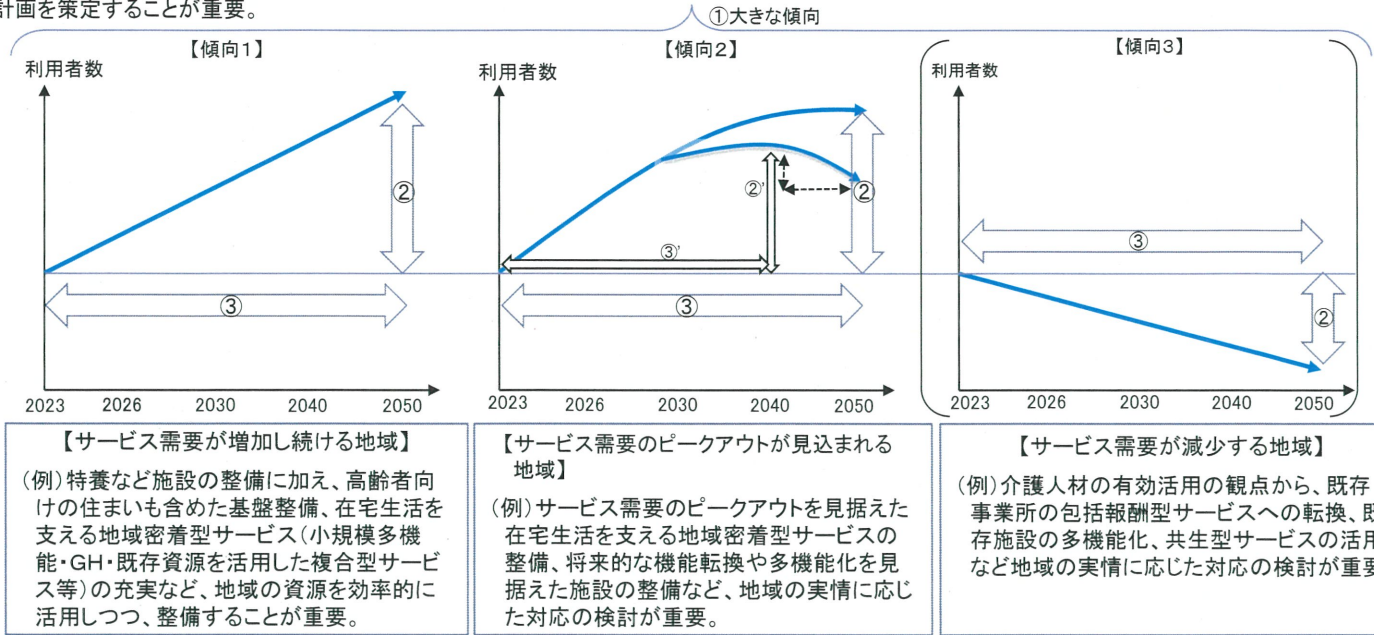 計画を策定することが重要。
①大きな傾向
【傾向1】
利用者数
②
③
2023 2026 2030 2040 2050
【傾向2】
利用者数
②'
②
③'
③
2023 2026 2030 2040 2050
【傾向3】
利用者数
③
②
2023 2026 2030 2040 2050
【サービス需要が増加し続ける地域】
(例)特養など施設の整備に加え、高齢者向
けの住まいも含めた基盤整備、在宅生活を
支える地域密着型サービス(小規模多機
能・GH・既存資源を活用した複合型サービ
ス等)の充実など、地域の資源を効率的に
活用しつつ、整備することが重要。
【サービス需要のピークアウトが見込まれる
地域】
(例)サービス需要のピークアウトを見据えた
在宅生活を支える地域密着型サービスの
整備、将来的な機能転換や多機能化を見
据えた施設の整備など、地域の実情に応じ
た対応の検討が重要。
【サービス需要が減少する地域】
(例)介護人材の有効活用の観点から、既存
事業所の包括報酬型サービスへの転換、既
存施設の多機能化、共生型サービスの活用
など地域の実情に応じた対応の検討が重要